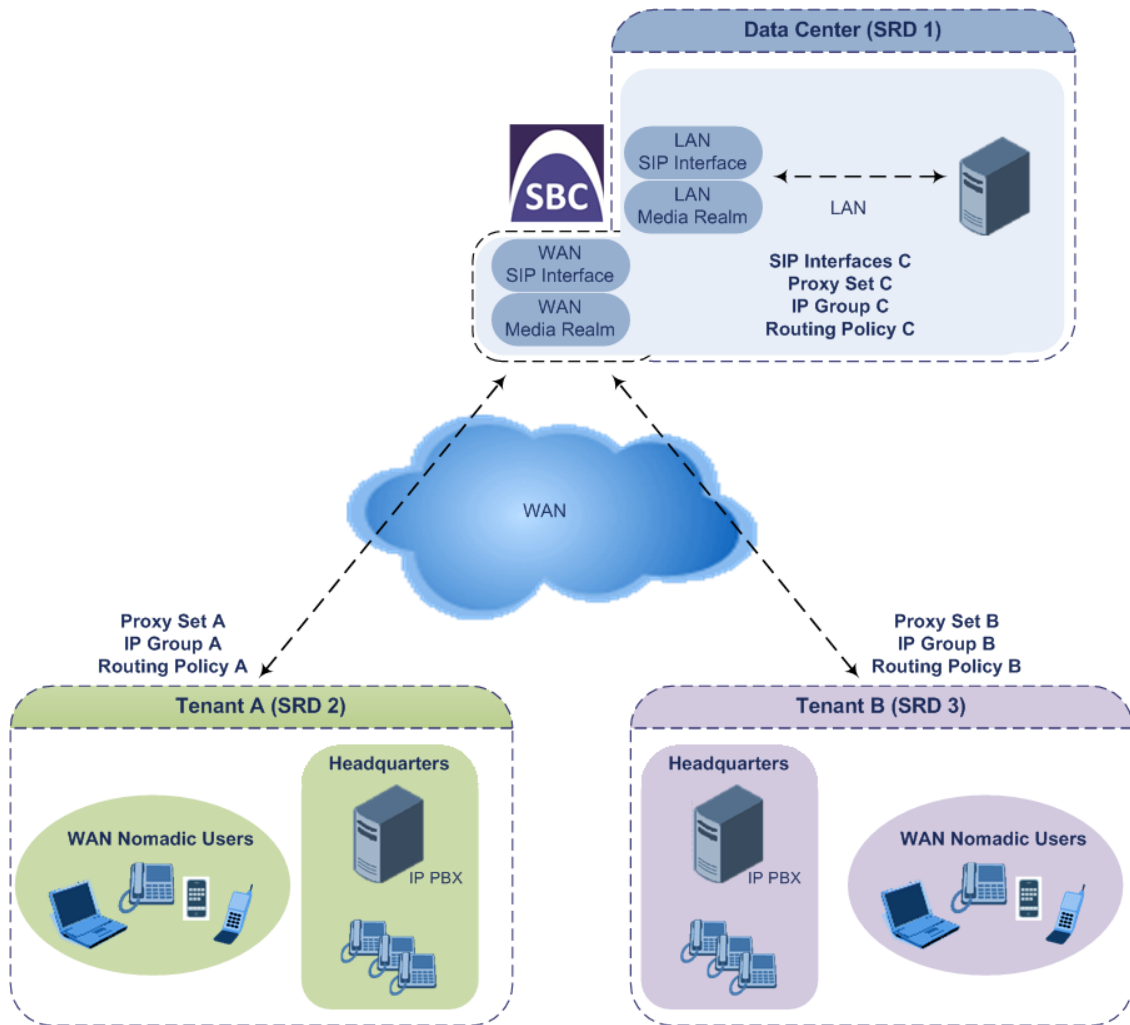 Data Center (SRD 1)
SBC
LAN
SIP Interface
LAN
Media Realm
LAN
WAN
SIP Interface
WAN
Media Realm
SIP Interfaces C
Proxy Set C
IP Group C
Routing Policy C
WAN
Proxy Set A
IP Group A
Routing Policy A
Proxy Set B
IP Group B
Routing Policy B
Tenant A (SRD 2)
WAN Nomadic Users
Headquarters
IP PBX
Tenant B (SRD 3)
Headquarters
IP PBX
WAN Nomadic Users